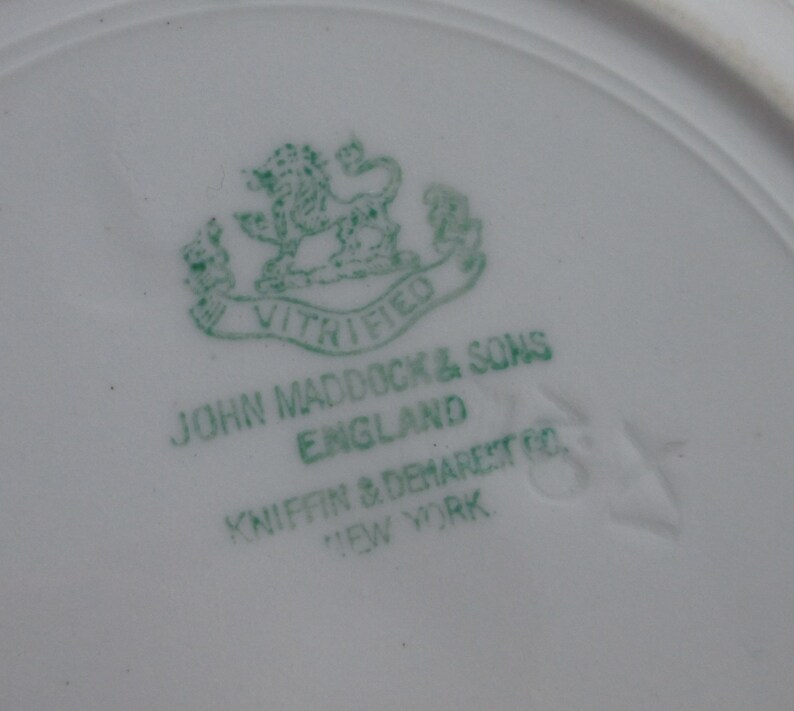 VITRIFIED
JOHN MADDOCK & SONS
ENGLAND
KNIFFIN & DEMAREST CO.
NEW YORK.